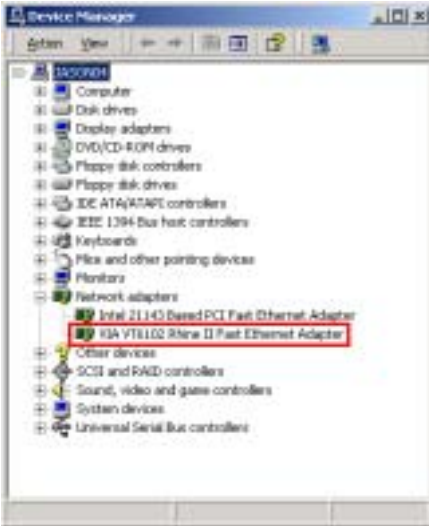 Device Manager
Action View
JASON04
Computer
Disk drives
Display adapters
DVD/CD-ROM drives
Floppy disk controllers
Floppy disk drives
IDE ATA/ATAPI controllers
IEEE 1394 Bus host controllers
Keyboards
Mice and other pointing devices
Monitors
Network adapters
Intel 21143 Based PCI Fast Ethernet Adapter
VIA VT6102 Rhine II Fast Ethernet Adapter
Other devices
SCSI and RAID controllers
Sound, video and game controllers
System devices
Universal Serial Bus controllers